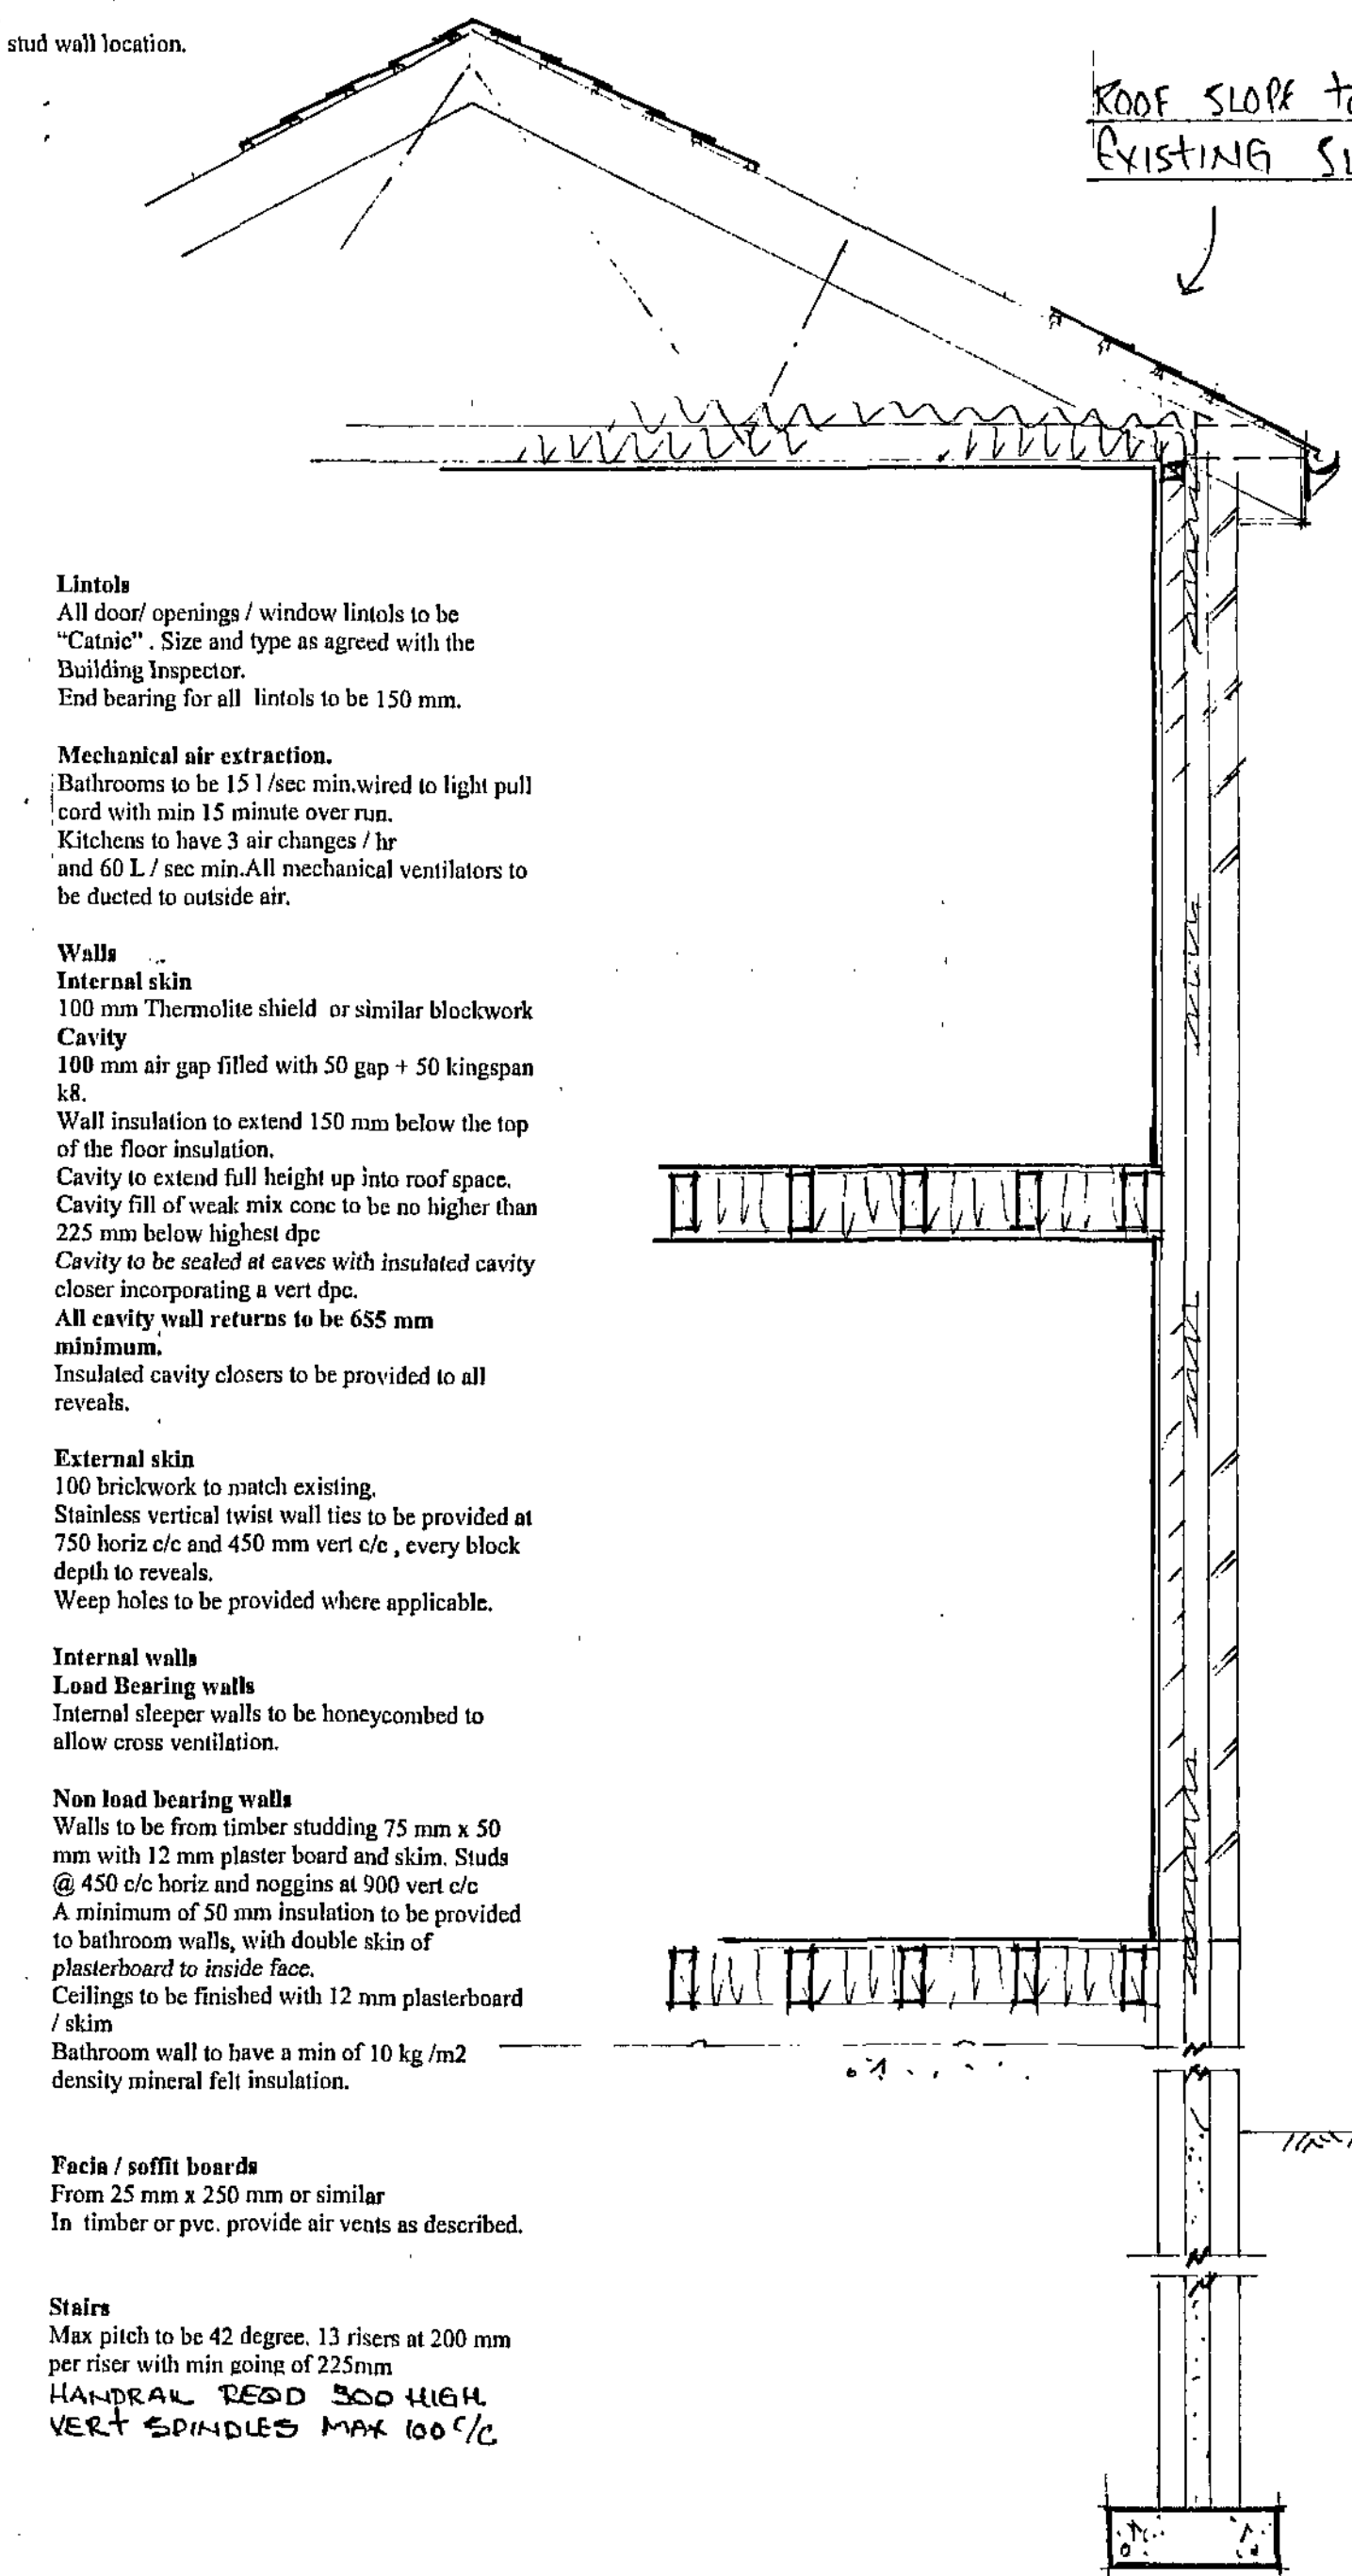 stud wall location.
ROOF SLOPE
EXISTING
Lintols
All door/ openings / window lintols to be
“Catnic” . Size and type as agreed with the
Building Inspector.
End bearing for all lintols to be 150 mm.
Mechanical air extraction.
Bathrooms to be 15 l /sec min.wired to light pull
cord with min 15 minute over run.
Kitchens to have 3 air changes / hr
and 60 L / sec min.All mechanical ventilators to
be ducted to outside air.
Walls
Internal skin
100 mm Thermolite shield or similar blockwork
Cavity
100 mm air gap filled with 50 gap + 50 kingspan
k8.
Wall insulation to extend 150 mm below the top
of the floor insulation.
Cavity to extend full height up into roof space.
Cavity fill of weak mix conc to be no higher than
225 mm below highest dpc
Cavity to be sealed at eaves with insulated cavity
closer incorporating a vert dpc.
All cavity wall returns to be 655 mm
minimum.
Insulated cavity closers to be provided to all
reveals.
External skin
100 brickwork to match existing.
Stainless vertical twist wall ties to be provided at
750 horiz c/c and 450 mm vert c/c , every block
depth to reveals.
Weep holes to be provided where applicable.
Internal walls
Load Bearing walls
Internal sleeper walls to be honeycombed to
allow cross ventilation.
Non load bearing walls
Walls to be from timber studding 75 mm x 50
mm with 12 mm plaster board and skim. Studs
@ 450 c/c horiz and noggins at 900 vert c/c
A minimum of 50 mm insulation to be provided
to bathroom walls, with double skin of
plasterboard to inside face.
Ceilings to be finished with 12 mm plasterboard
/ skim
Bathroom wall to have a min of 10 kg /m2
density mineral felt insulation.
Facia / soffit boards
From 25 mm x 250 mm or similar
In timber or pvc. provide air vents as described.
Stairs
Max pitch to be 42 degree. 13 risers at 200 mm
per riser with min going of 225mm
HANDRAIL REQD 900 HIGH.
VERT SPINDLES MAX 100 C/C